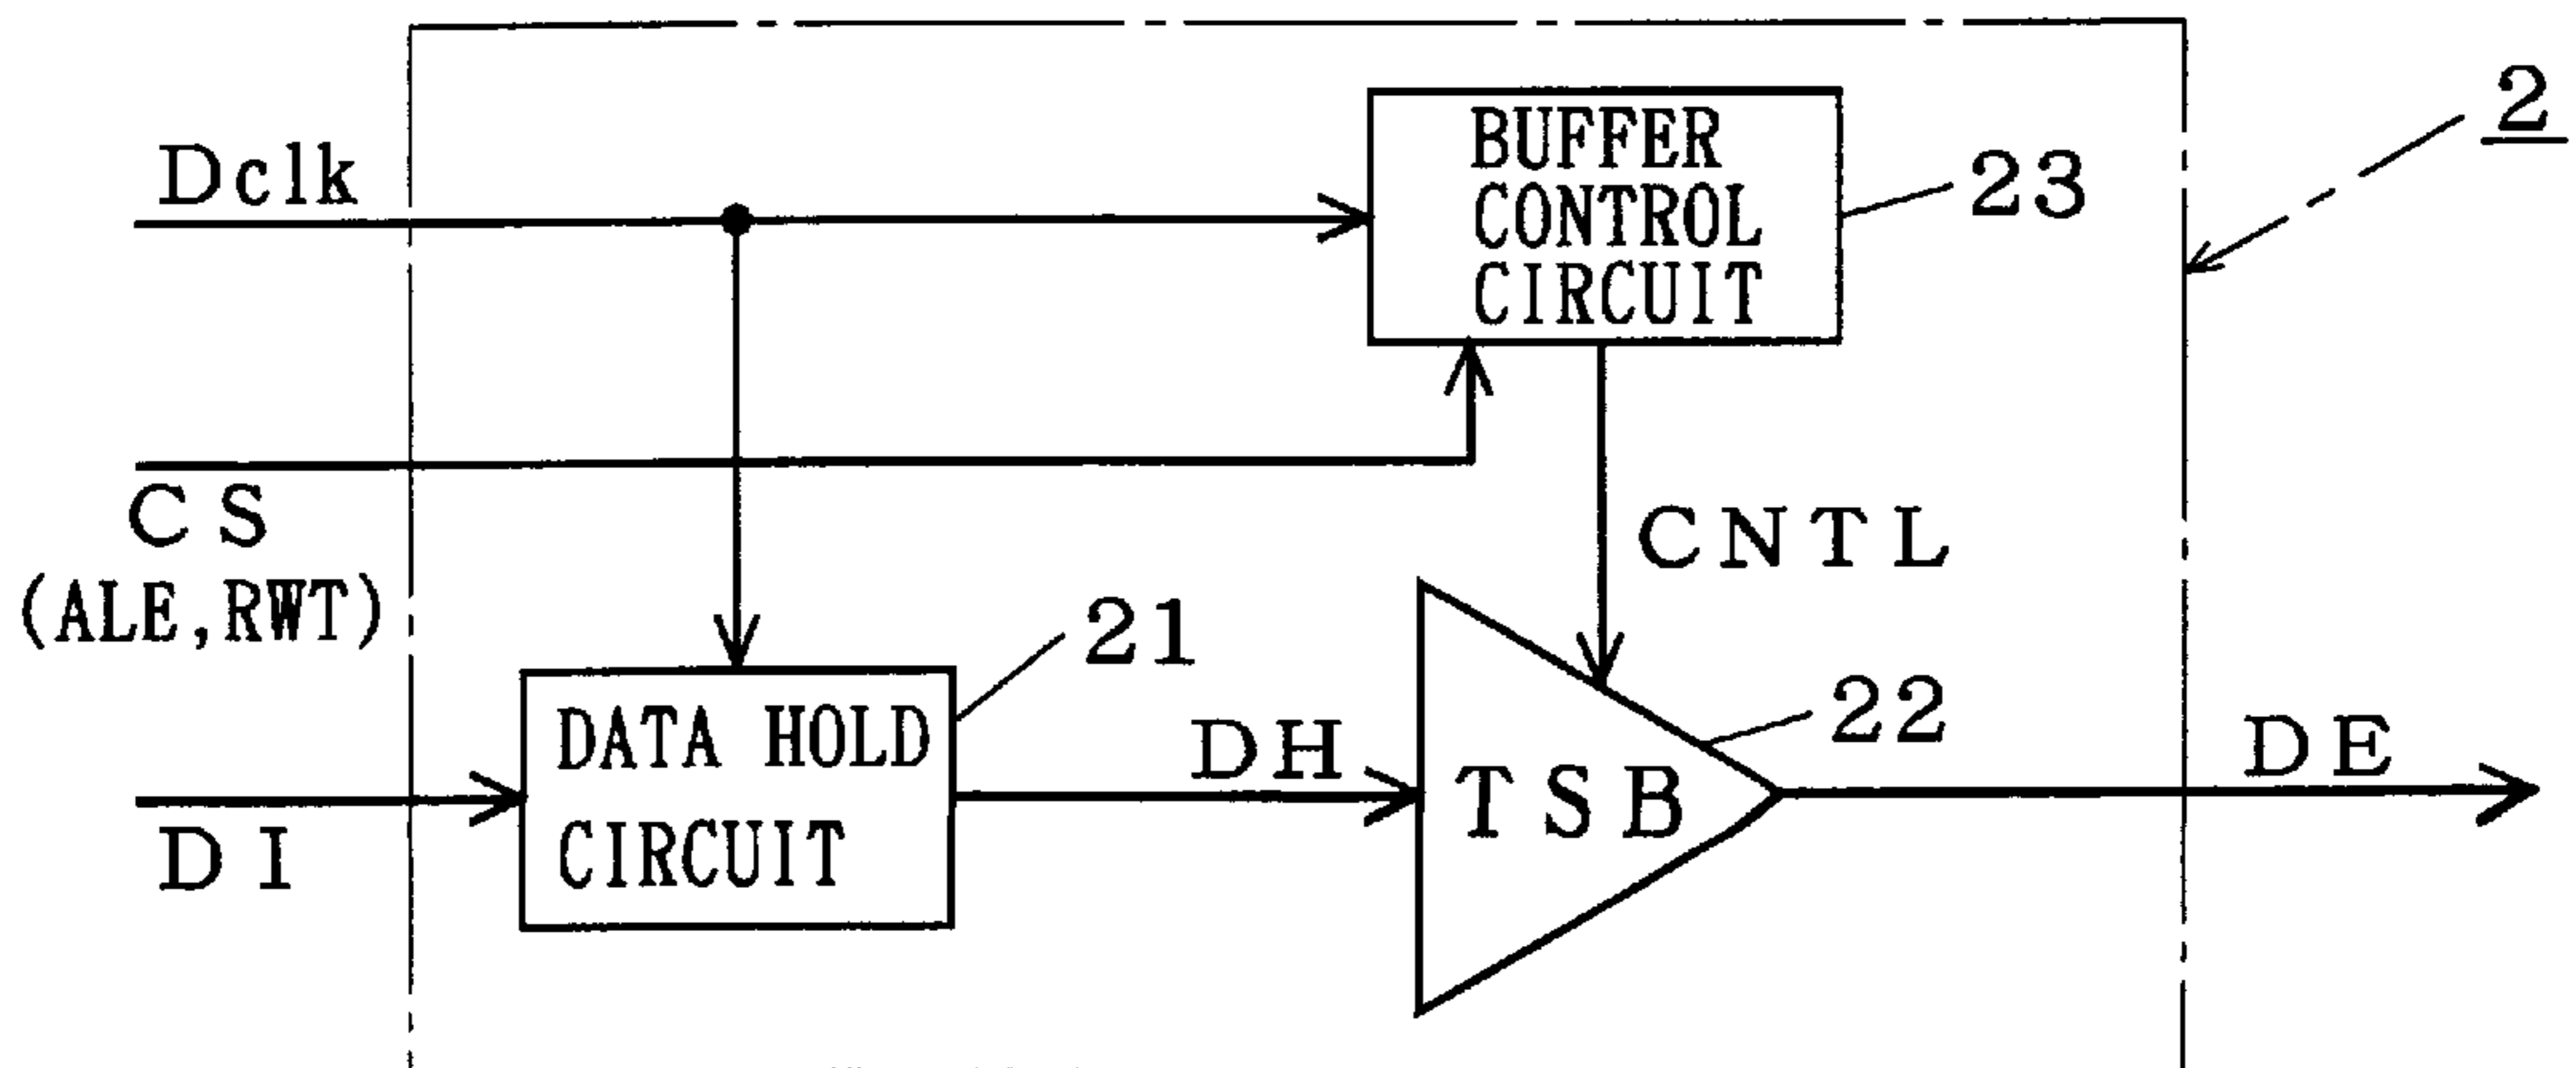 2
BUFFER
CONTROL
CIRCUIT
23
Dclk
CS
(ALE,RWT)
CNTL
21
22
DATA HOLD
CIRCUIT
DH
TSB
DE
DI